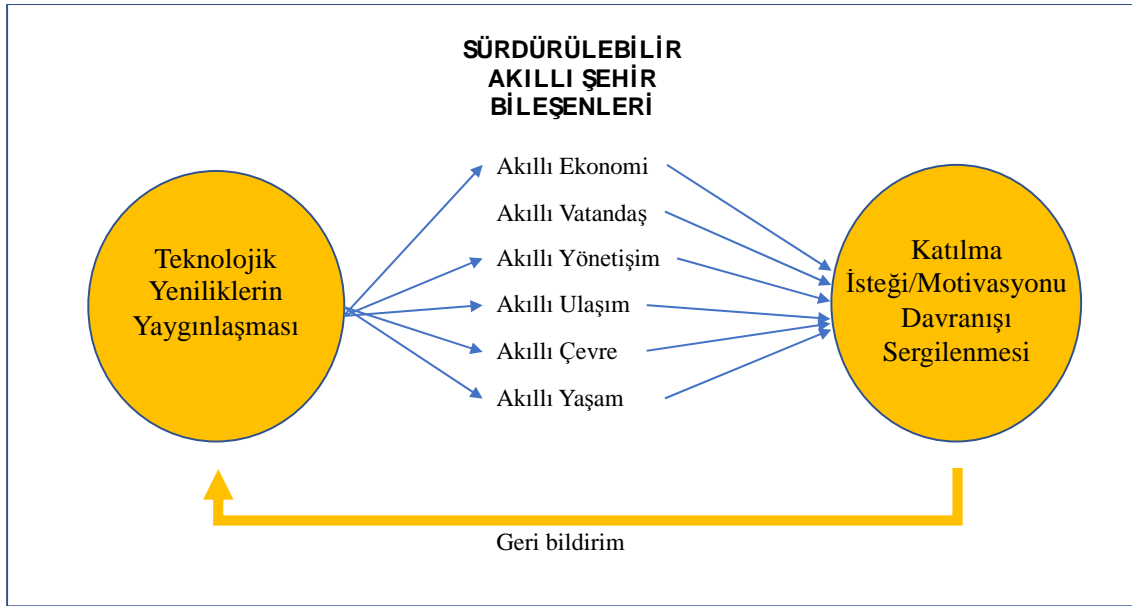 SÜRDÜRÜLEBİLİR
AKILLI ŞEHİR
BİLEŞENLERİ
Teknolojik
Yeniliklerin
Yaygınlaşması
Akıllı Ekonomi
Akıllı Vatandaş
Akıllı Yönetişim
Akıllı Ulaşım
Akıllı Çevre
Akıllı Yaşam
Katılma
İsteği/Motivasyonu
Davranışı
Sergilenmesi
Geri bildirim